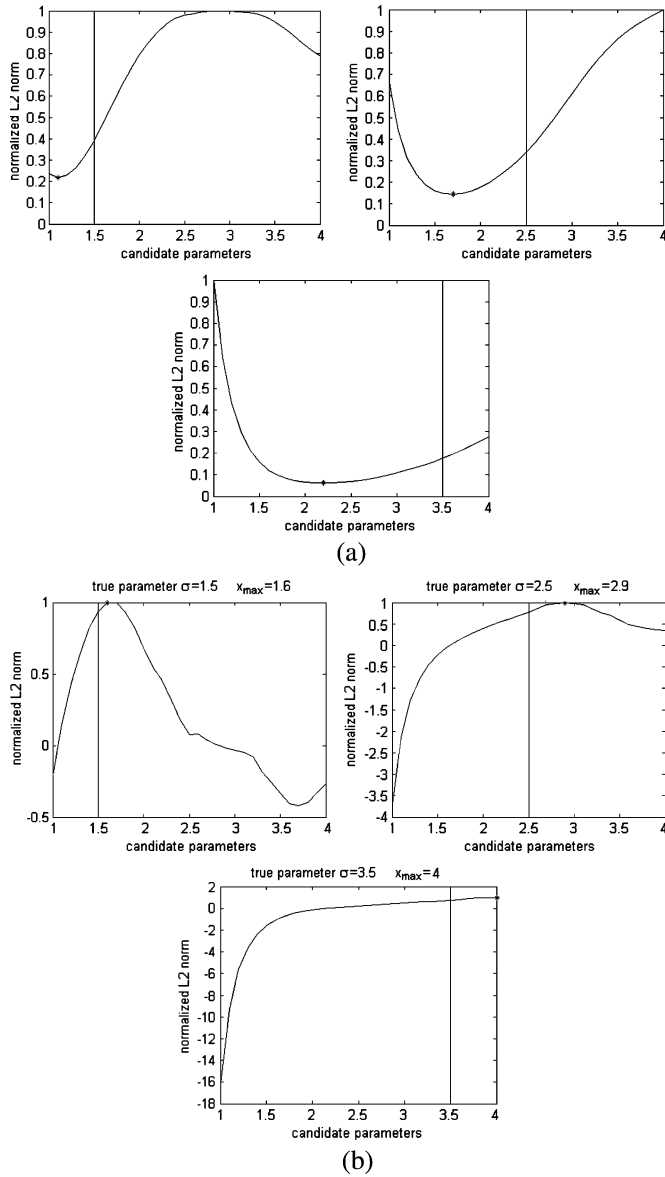 1
0.9
0.8
0.7
0.6
0.5
0.4
0.3
0.2
0.1
0
normalized L2 norm
1 1.5 2 2.5 3 3.5 4
candidate parameters
1
0.9
0.8
0.7
0.6
0.5
0.4
0.3
0.2
0.1
0
normalized L2 norm
1 1.5 2 2.5 3 3.5 4
candidate parameters
1
0.9
0.8
0.7
0.6
0.5
0.4
0.3
0.2
0.1
0
normalized L2 norm
1 1.5 2 2.5 3 3.5 4
candidate parameters
(a)
true parameter σ=1.5 xmax=1.6
1
0.5
0
-0.5
normalized L2 norm
1 1.5 2 2.5 3 3.5 4
candidate parameters
true parameter σ=2.5 xmax=2.9
1
0.5
0
-0.5
-1
-1.5
-2
-2.5
-3
-3.5
-4
normalized L2 norm
1 1.5 2 2.5 3 3.5 4
candidate parameters
true parameter σ=3.5 xmax=4
2
0
-2
-4
-6
-8
-10
-12
-14
-16
-18
normalized L2 norm
1 1.5 2 2.5 3 3.5 4
candidate parameters
(b)